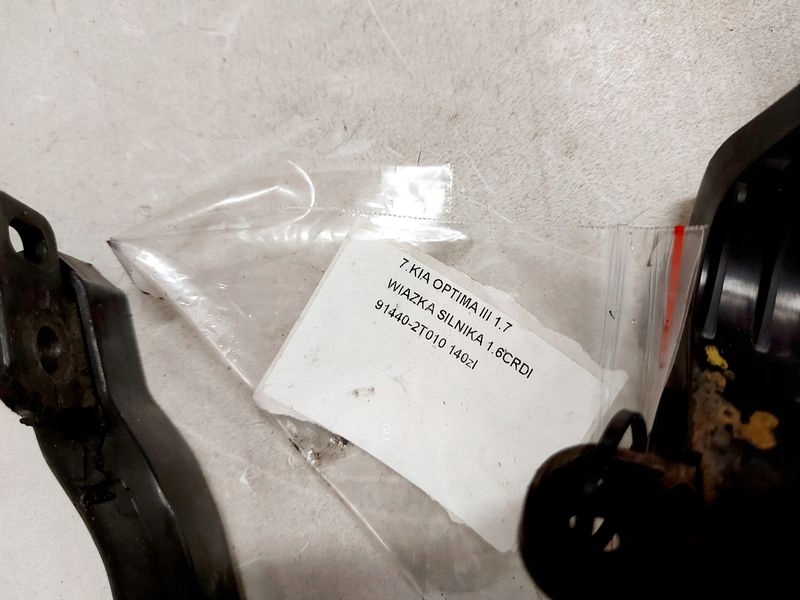 7.KIA OPTIMA III 1.7
WIAZKA SILNIKA 1.6CRDI
91440-2T010 140zl